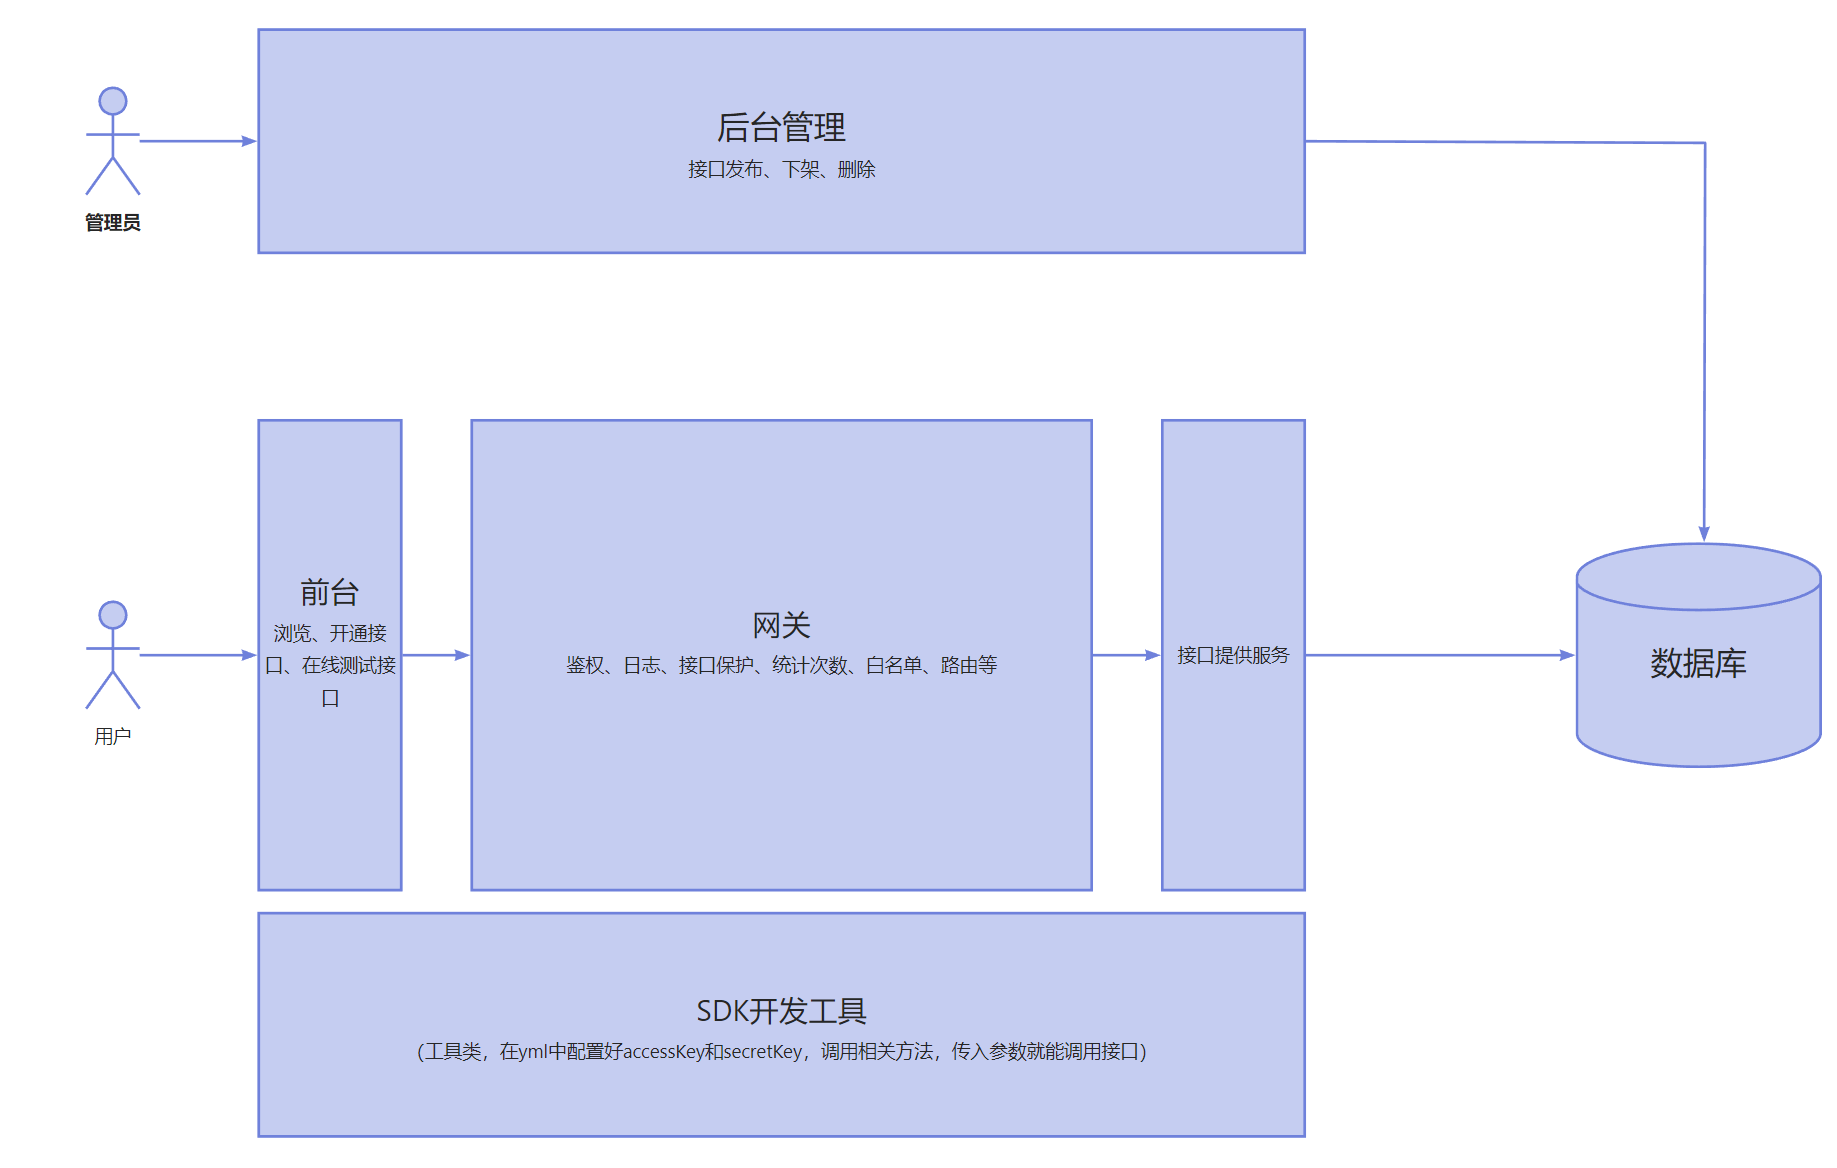 后台管理
接口发布、下架、删除
管理员
前台
浏览、开通接
口、在线测试接
口
网关
鉴权、日志、接口保护、统计次数、白名单、路由等
接口提供服务
数据库
用户
SDK开发工具
（工具类，在yml中配置好accessKey和secretKey，调用相关方法，传入参数就能调用接口）